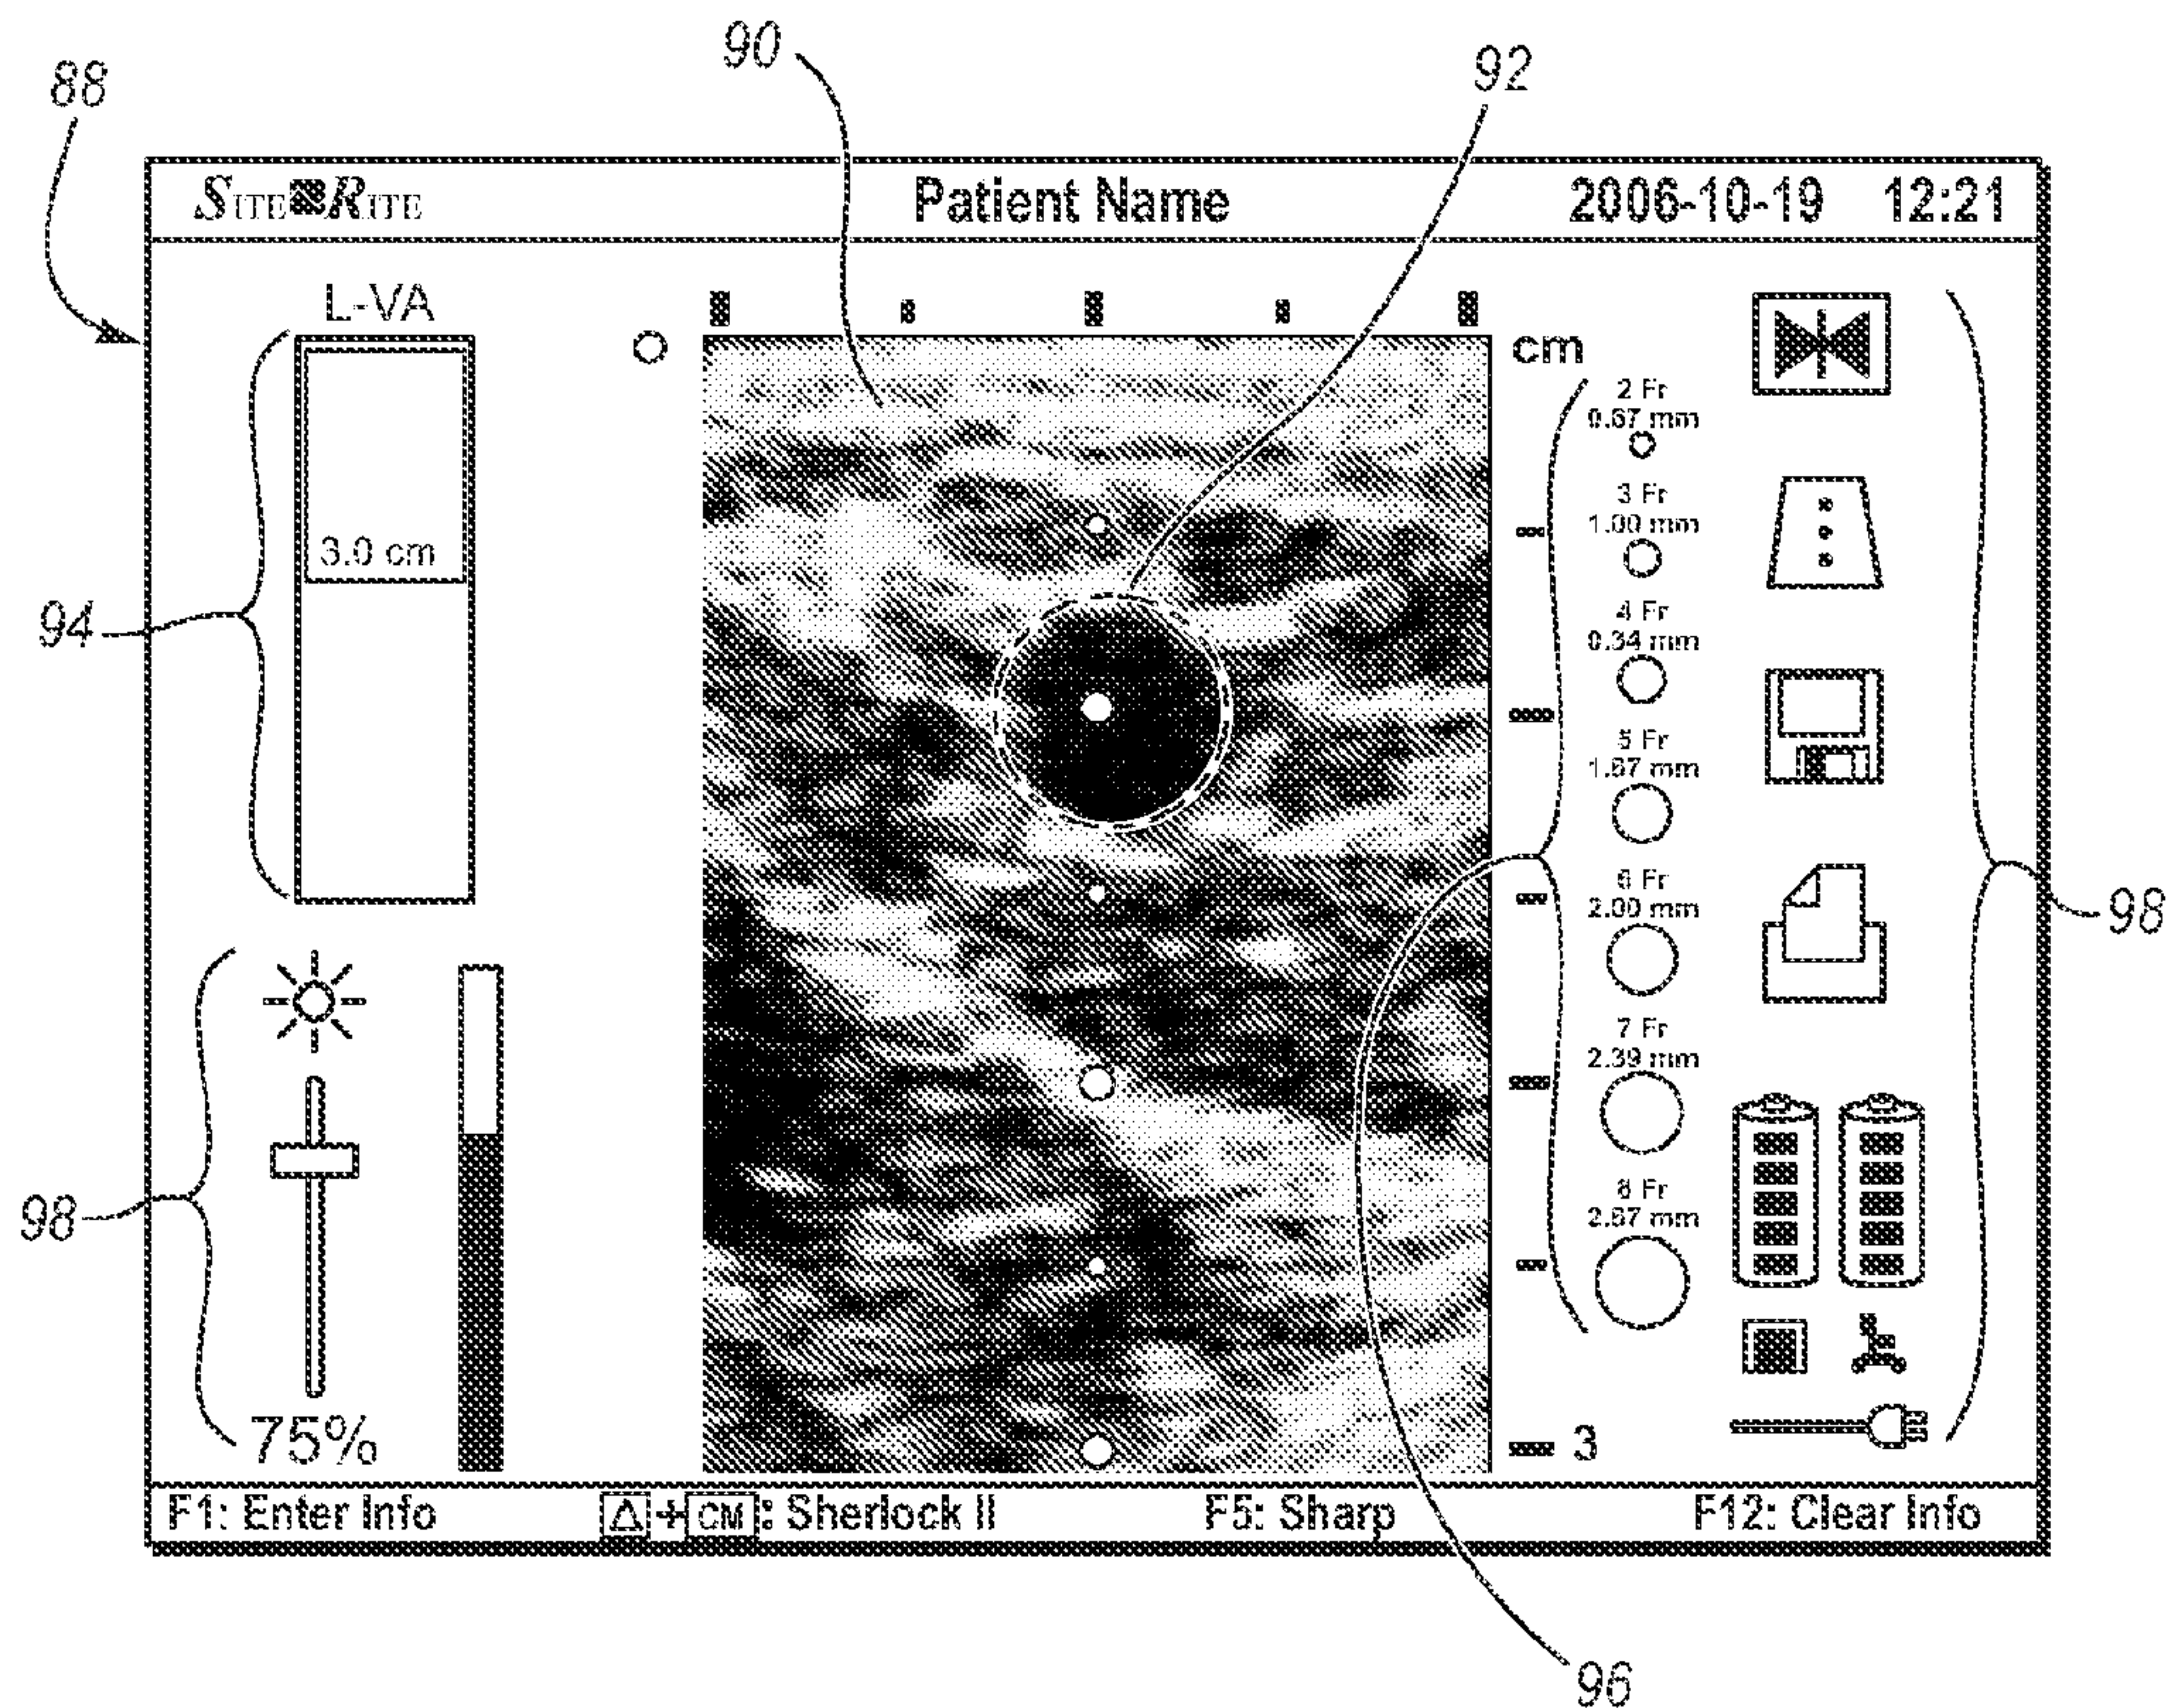 90
92
88
SITE RITE
Patient Name
2006-10-19 12:21
L-VA
cm
2 Fr
0.67 mm
3 Fr
1.00 mm
3.0 cm
4 Fr
0.34 mm
94
5 Fr
1.67 mm
6 Fr
2.00 mm
98
7 Fr
2.39 mm
8 Fr
2.67 mm
98
75%
3
F1: Enter Info
Δ+CM: Sherlock II
F5: Sharp
F12: Clear Info
96